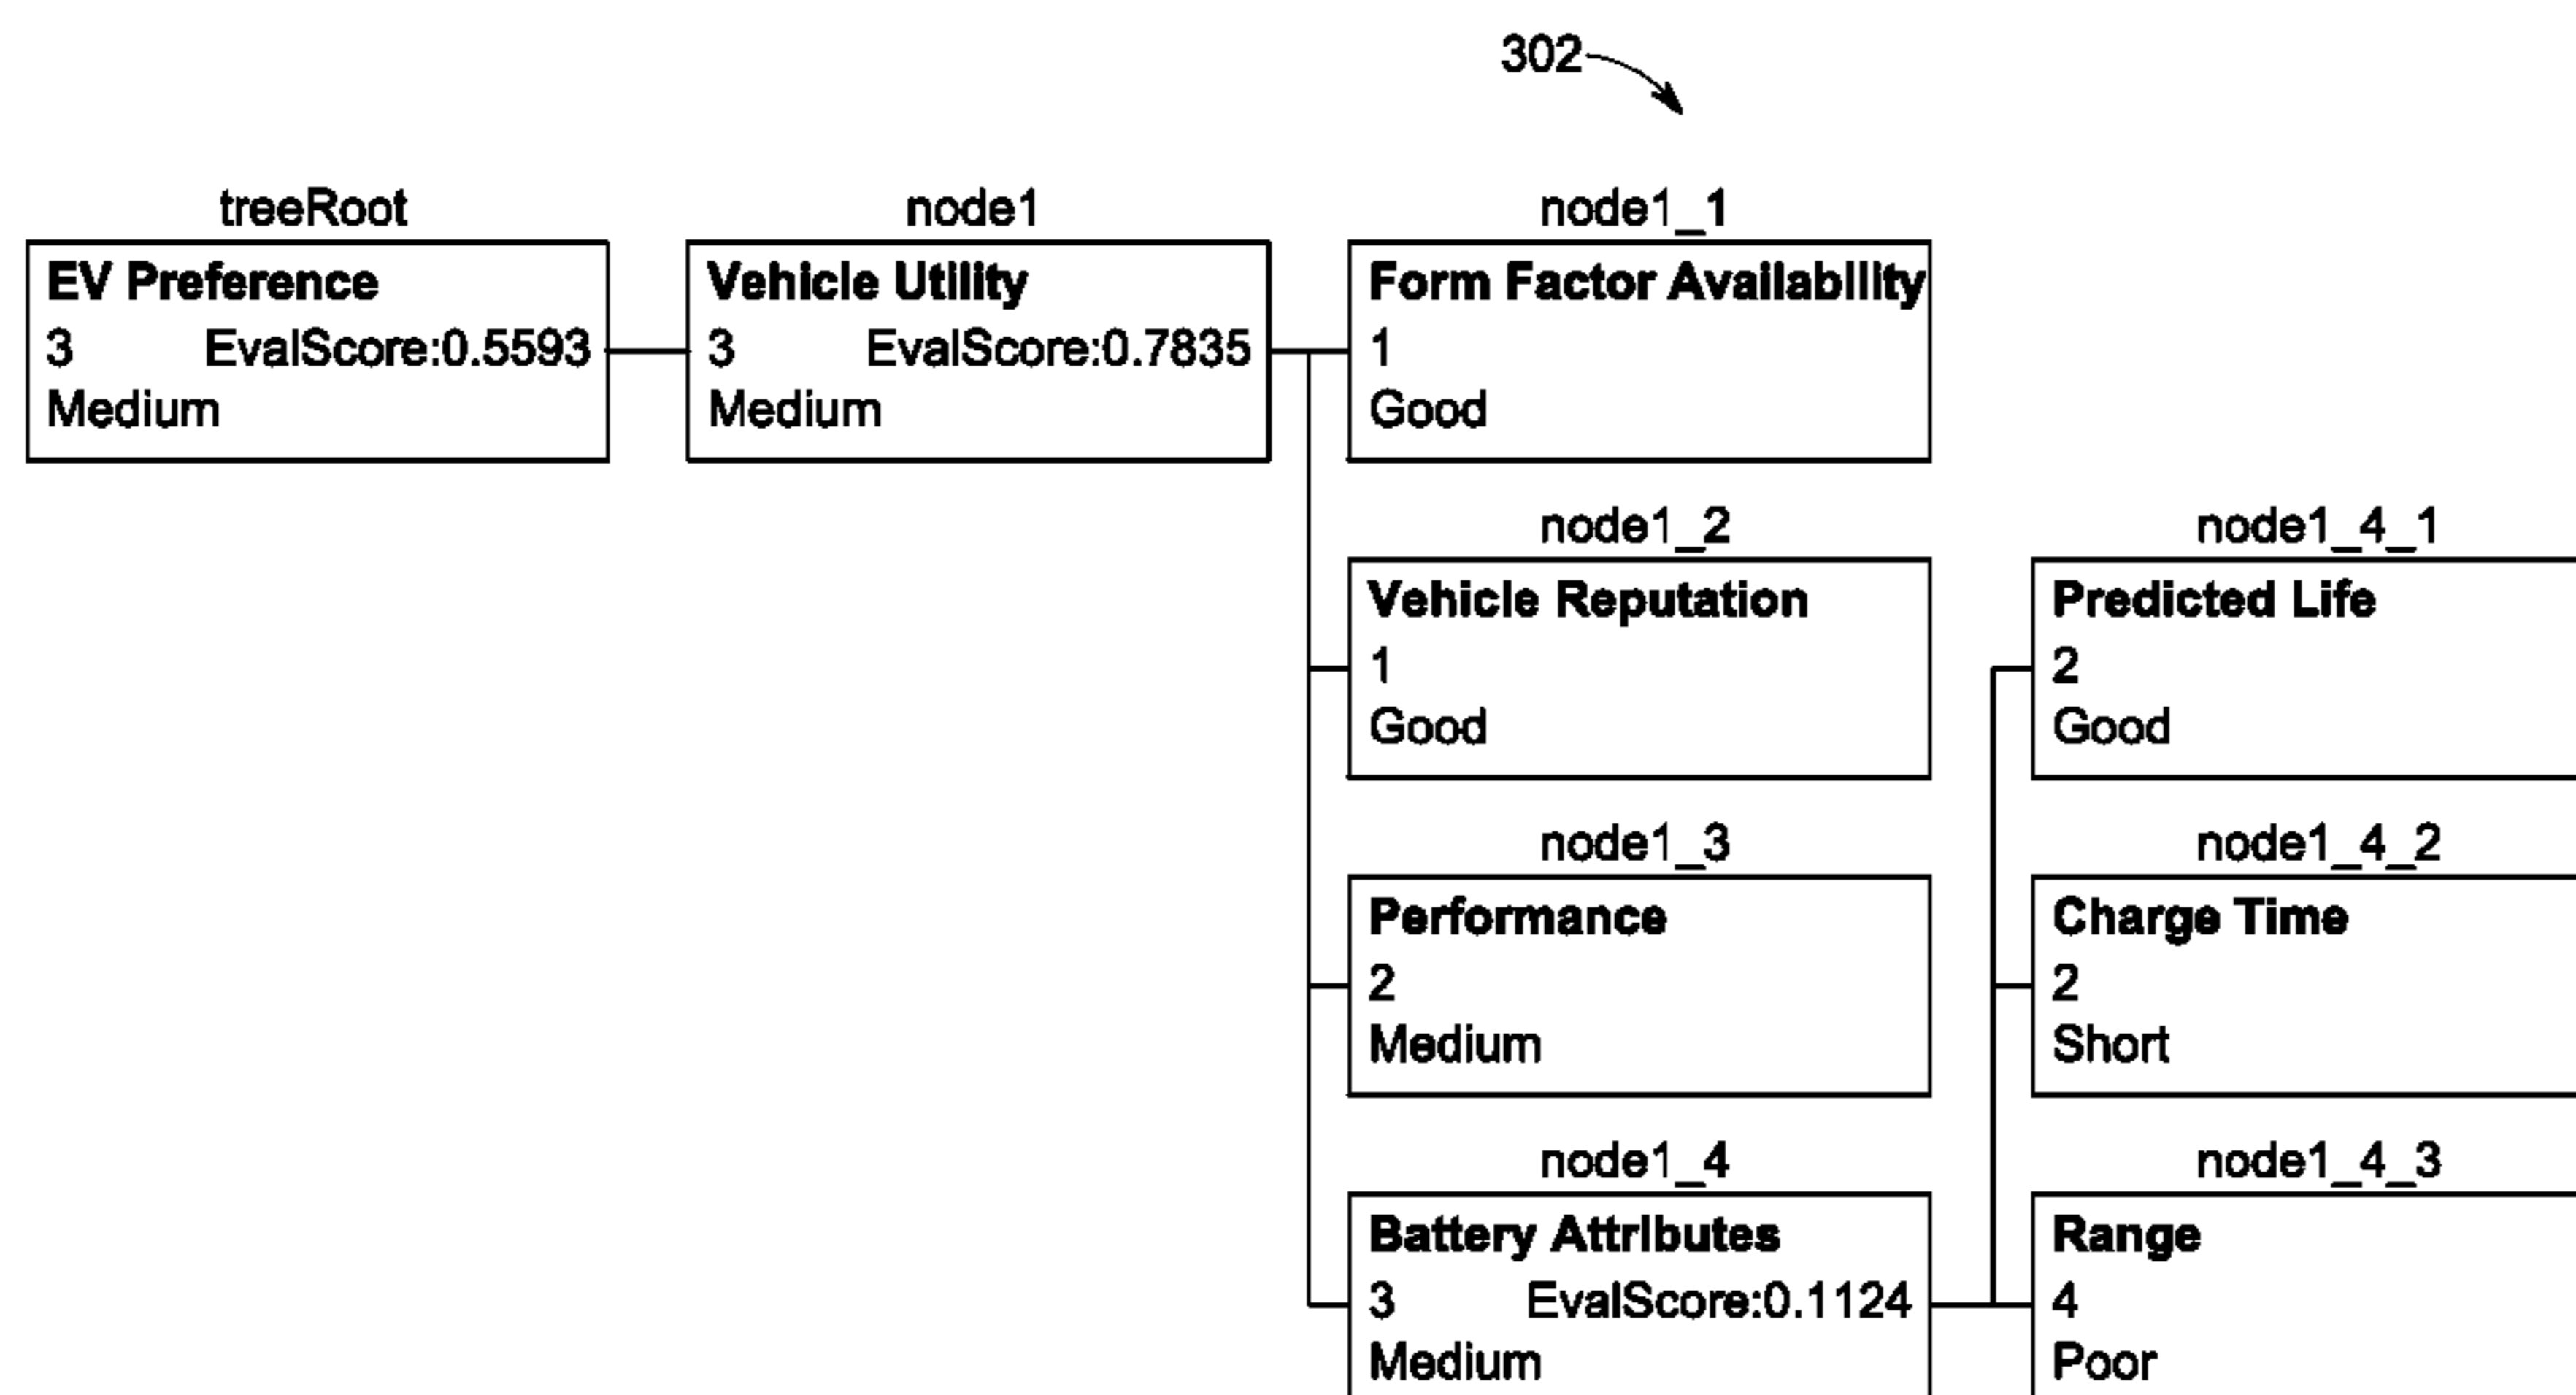 302
treeRoot
EV Preference
3 EvalScore:0.5593
Medium
node1
Vehicle Utility
3 EvalScore:0.7835
Medium
node1_1
Form Factor Availability
1
Good
node1_2
Vehicle Reputation
1
Good
node1_3
Performance
2
Medium
node1_4
Battery Attributes
3 EvalScore:0.1124
Medium
node1_4_1
Predicted Life
2
Good
node1_4_2
Charge Time
2
Short
node1_4_3
Range
4
Poor